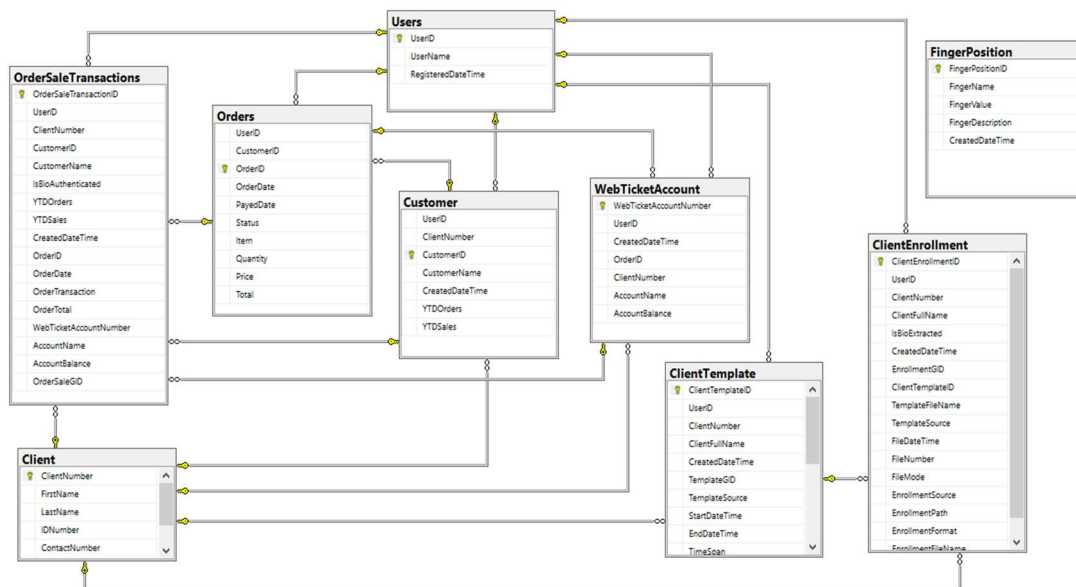 Users
UserID
UserName
RegisteredDateTime
FingerPosition
FingerPositionID
FingerName
FingerValue
FingerDescription
CreatedDateTime
OrderSaleTransactions
OrderSaleTransactionID
UserID
ClientNumber
CustomerID
CustomerName
IsBioAuthenticated
YTDOrders
YTDSales
CreatedDateTime
OrderID
OrderDate
OrderTransaction
OrderTotal
WebTicketAccountNumber
AccountName
AccountBalance
OrderSaleGID
Orders
UserID
CustomerID
OrderID
OrderDate
PayedDate
Status
Item
Quantity
Price
Total
Customer
UserID
ClientNumber
CustomerID
CustomerName
CreatedDateTime
YTDOrders
YTDSales
WebTicketAccount
WebTicketAccountNumber
UserID
CreatedDateTime
OrderID
ClientNumber
AccountName
AccountBalance
ClientEnrollment
ClientEnrollmentID
UserID
ClientNumber
ClientFullName
IsBioExtracted
CreatedDateTime
EnrollmentGID
ClientTemplateID
TemplateFileName
TemplateSource
FileDateTime
FileNumber
FileMode
EnrollmentSource
EnrollmentPath
EnrollmentFormat
EnrollmentFileName
ClientTemplate
ClientTemplateID
UserID
ClientNumber
ClientFullName
CreatedDateTime
TemplateGID
TemplateSource
StartDateTime
EndDateTime
TimeSpan
Client
ClientNumber
FirstName
LastName
IDNumber
ContactNumber